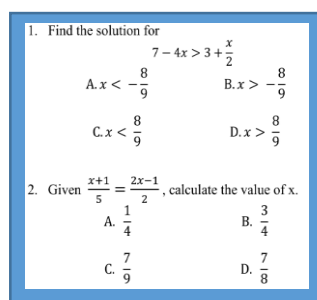 1. Find the solution for
7 − 4x > 3 + x/2
A. x < − 8/9 B. x > − 8/9
C. x < 8/9 D. x > 8/9
2. Given x+1/5 = 2x−1/2 , calculate the value of x.
A. 1/4 B. 3/4
C. 7/9 D. 7/8